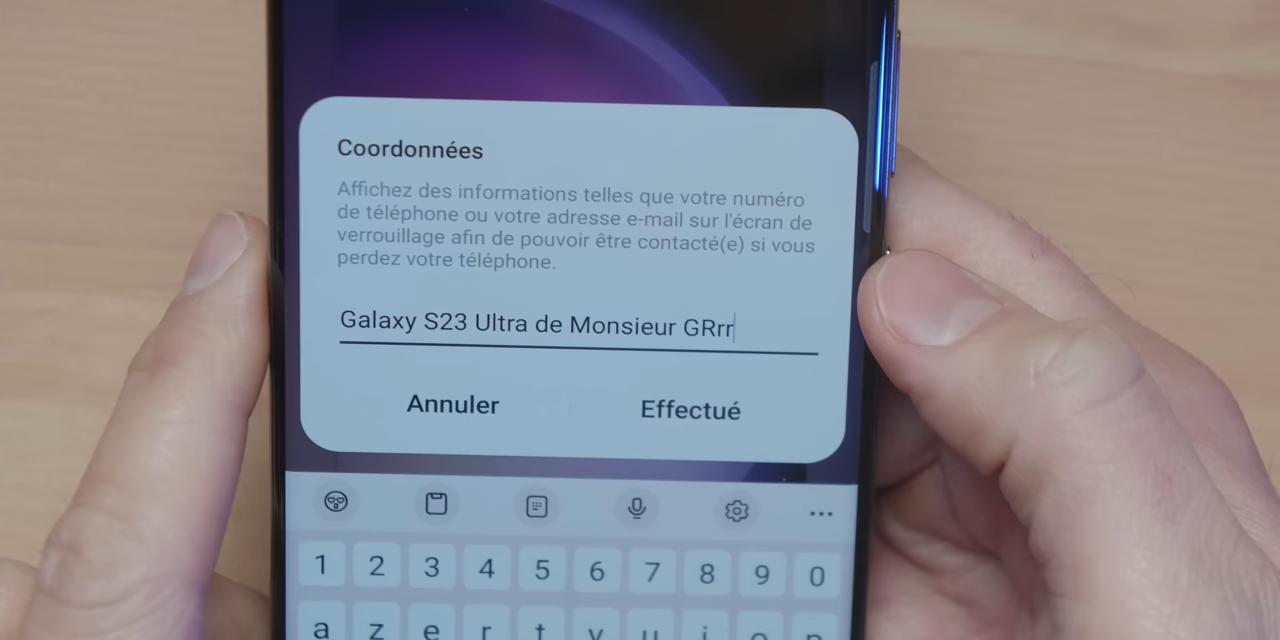 Coordonnées
Affichez des informations telles que votre numéro
de téléphone ou votre adresse e-mail sur l'écran de
verrouillage afin de pouvoir être contacté(e) si vous
perdez votre téléphone.
Galaxy S23 Ultra de Monsieur GRrr
Annuler Effectué
1 2 3 4 5 6 7 8 9 0
a z e r t y u i o p